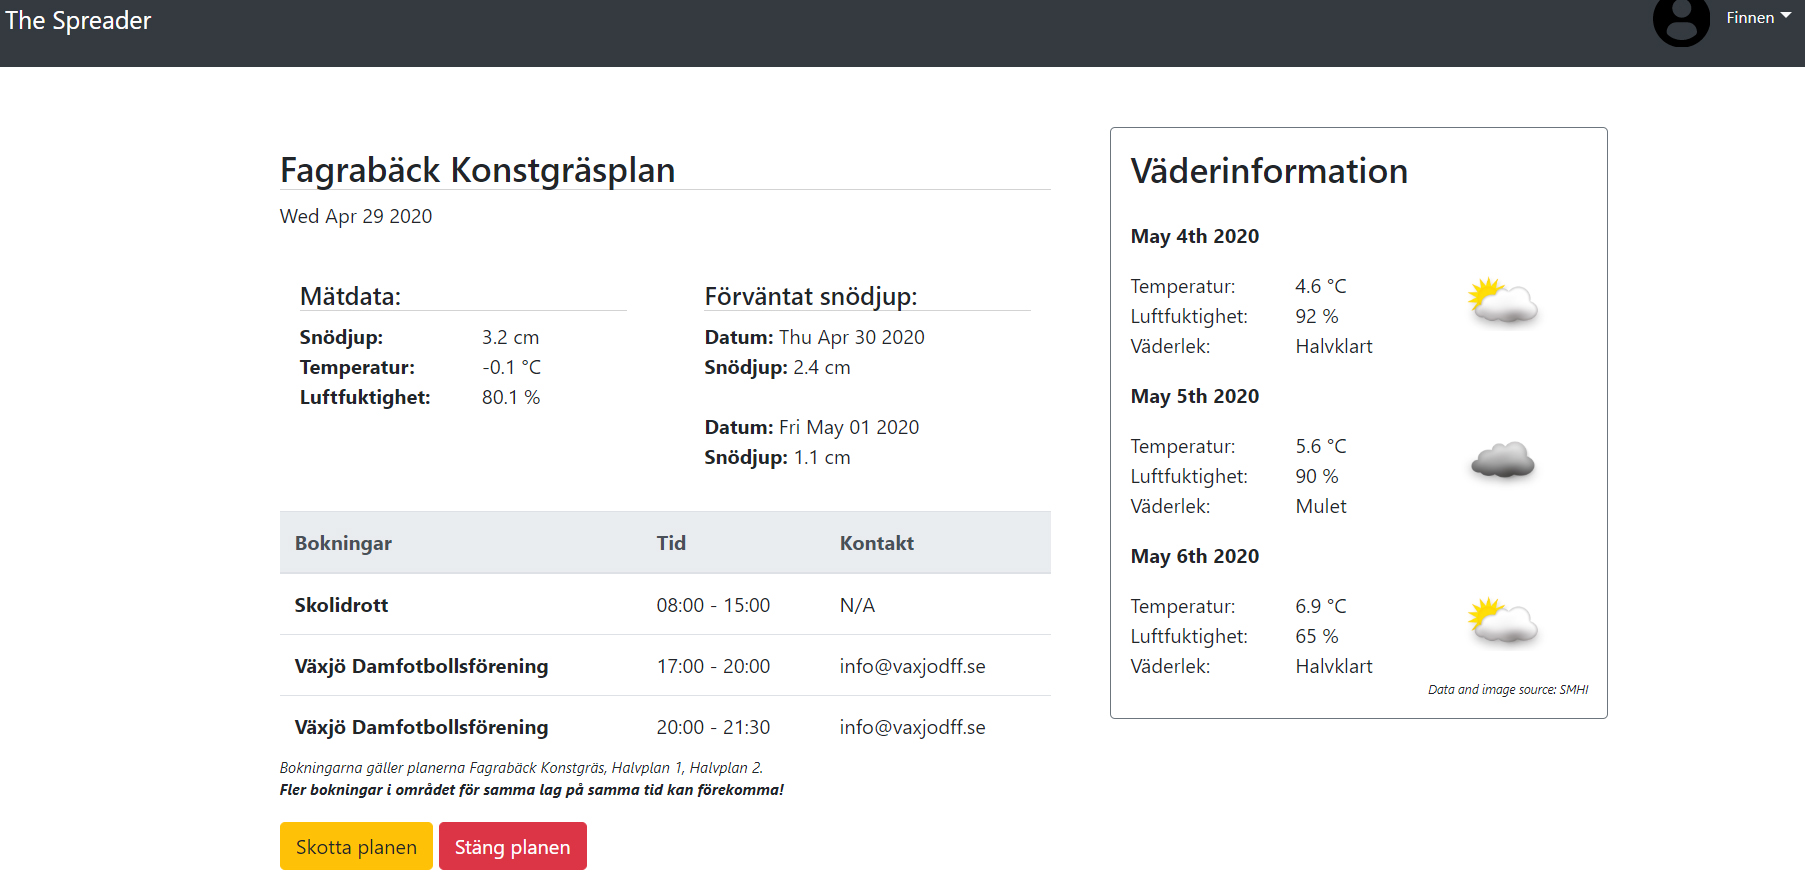 The Spreader
Finnen
Fagrabäck Konstgräsplan
Wed Apr 29 2020
Mätdata:
Snödjup: 3.2 cm
Temperatur: -0.1 °C
Luftfuktighet: 80.1 %
Förväntat snödjup:
Datum: Thu Apr 30 2020
Snödjup: 2.4 cm
Datum: Fri May 01 2020
Snödjup: 1.1 cm
Bokningar Tid Kontakt
Skolidrott 08:00 - 15:00 N/A
Växjö Damfotbollsförening 17:00 - 20:00 info@vaxjodff.se
Växjö Damfotbollsförening 20:00 - 21:30 info@vaxjodff.se
Bokningarna gäller planerna Fagrabäck Konstgräs, Halvplan 1, Halvplan 2.
Fler bokningar i området för samma lag på samma tid kan förekomma!
Skotta planen Stäng planen
Väderinformation
May 4th 2020
Temperatur: 4.6 °C
Luftfuktighet: 92 %
Väderlek: Halvklart
May 5th 2020
Temperatur: 5.6 °C
Luftfuktighet: 90 %
Väderlek: Mulet
May 6th 2020
Temperatur: 6.9 °C
Luftfuktighet: 65 %
Väderlek: Halvklart
Data and image source: SMHI